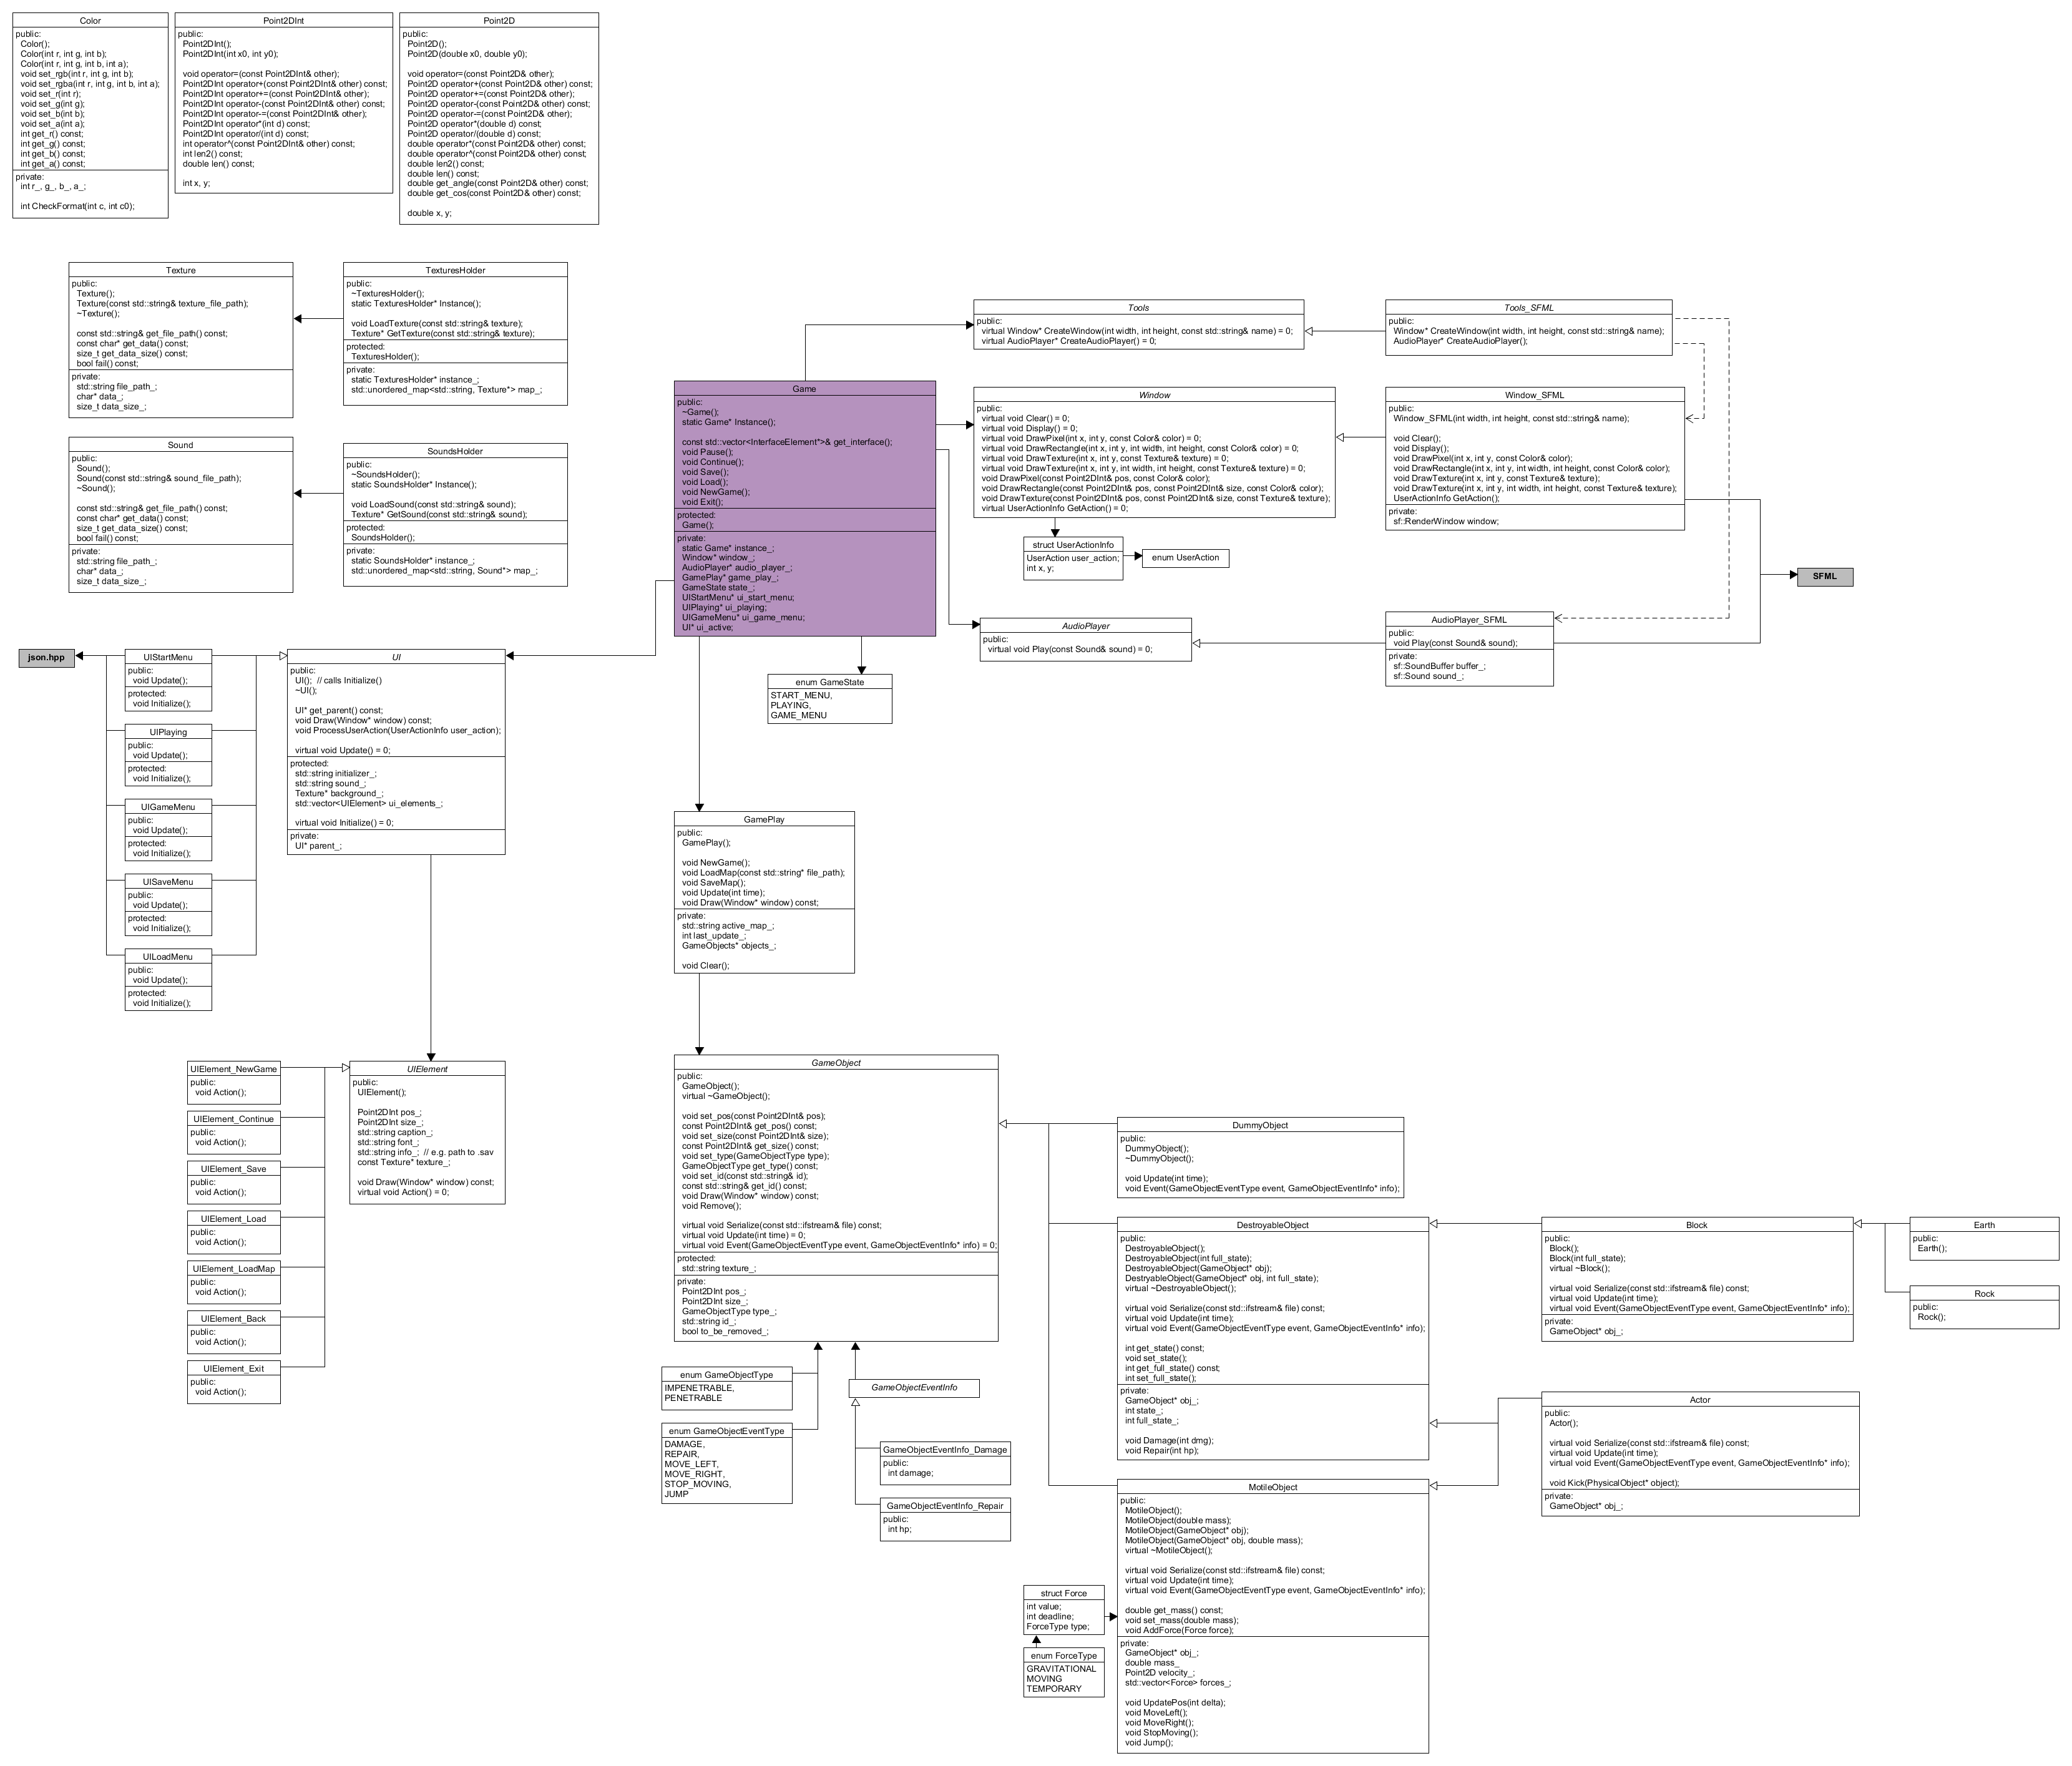 Color
public:
Color();
Color(int r, int g, int b);
Color(int r, int g, int b, int a);
void set_rgb(int r, int g, int b);
void set_rgba(int r, int g, int b, int a);
void set_r(int r);
void set_g(int g);
void set_b(int b);
void set_a(int a);
int get_r() const;
int get_g() const;
int get_b() const;
int get_a() const;
private:
int r_, g_, b_, a_;
int CheckFormat(int c, int c0);
Point2DInt
public:
Point2DInt();
Point2DInt(int x0, int y0);
void operator=(const Point2DInt& other);
Point2DInt operator+(const Point2DInt& other) const;
Point2DInt operator+=(const Point2DInt& other);
Point2DInt operator-(const Point2DInt& other) const;
Point2DInt operator-=(const Point2DInt& other);
Point2DInt operator*(int d) const;
Point2DInt operator/(int d) const;
int operator^(const Point2DInt& other) const;
int len2() const;
double len() const;
int x, y;
Point2D
public:
Point2D();
Point2D(double x0, double y0);
void operator=(const Point2D& other);
Point2D operator+(const Point2D& other) const;
Point2D operator+=(const Point2D& other);
Point2D operator-(const Point2D& other) const;
Point2D operator-=(const Point2D& other);
Point2D operator*(double d) const;
Point2D operator/(double d) const;
double operator*(const Point2D& other) const;
double operator^(const Point2D& other) const;
double len2() const;
double len() const;
double get_angle(const Point2D& other) const;
double get_cos(const Point2D& other) const;
double x, y;
Texture
public:
Texture();
Texture(const std::string& texture_file_path);
~Texture();
const std::string& get_file_path() const;
const char* get_data() const;
size_t get_data_size() const;
bool fail() const;
private:
std::string file_path_;
char* data_;
size_t data_size_;
TexturesHolder
public:
~TexturesHolder();
static TexturesHolder* Instance();
void LoadTexture(const std::string& texture);
Texture* GetTexture(const std::string& texture);
protected:
TexturesHolder();
private:
static TexturesHolder* instance_;
std::unordered_map<std::string, Texture*> map_;
Sound
public:
Sound();
Sound(const std::string& sound_file_path);
~Sound();
const std::string& get_file_path() const;
const char* get_data() const;
size_t get_data_size() const;
bool fail() const;
private:
std::string file_path_;
char* data_;
size_t data_size_;
SoundsHolder
public:
~SoundsHolder();
static SoundsHolder* Instance();
void LoadSound(const std::string& sound);
Texture* GetSound(const std::string& sound);
protected:
SoundsHolder();
private:
static SoundsHolder* instance_;
std::unordered_map<std::string, Sound*> map_;
Game
public:
~Game();
static Game* Instance();
const std::vector<InterfaceElement*>& get_interface();
void Pause();
void Continue();
void Save();
void Load();
void NewGame();
void Exit();
protected:
Game();
private:
static Game* instance_;
Window* window_;
AudioPlayer* audio_player_;
GamePlay* game_play_;
GameState state_;
UIStartMenu* ui_start_menu;
UIPlaying* ui_playing;
UIGameMenu* ui_game_menu;
UI* ui_active;
Tools
public:
virtual Window* CreateWindow(int width, int height, const std::string& name) = 0;
virtual AudioPlayer* CreateAudioPlayer() = 0;
Tools_SFML
public:
Window* CreateWindow(int width, int height, const std::string& name);
AudioPlayer* CreateAudioPlayer();
Window
public:
virtual void Clear() = 0;
virtual void Display() = 0;
virtual void DrawPixel(int x, int y, const Color& color) = 0;
virtual void DrawRectangle(int x, int y, int width, int height, const Color& color) = 0;
virtual void DrawTexture(int x, int y, const Texture& texture) = 0;
virtual void DrawTexture(int x, int y, int width, int height, const Texture& texture) = 0;
void DrawPixel(const Point2DInt& pos, const Color& color);
void DrawRectangle(const Point2DInt& pos, const Point2DInt& size, const Color& color);
void DrawTexture(const Point2DInt& pos, const Point2DInt& size, const Texture& texture);
virtual UserActionInfo GetAction() = 0;
Window_SFML
public:
Window_SFML(int width, int height, const std::string& name);
void Clear();
void Display();
void DrawPixel(int x, int y, const Color& color);
void DrawRectangle(int x, int y, int width, int height, const Color& color);
void DrawTexture(int x, int y, const Texture& texture);
void DrawTexture(int x, int y, int width, int height, const Texture& texture);
UserActionInfo GetAction();
private:
sf::RenderWindow window;
struct UserActionInfo
UserAction user_action;
int x, y;
enum UserAction
SFML
AudioPlayer
public:
virtual void Play(const Sound& sound) = 0;
AudioPlayer_SFML
public:
void Play(const Sound& sound);
private:
sf::SoundBuffer buffer_;
sf::Sound sound_;
json.hpp
UIStartMenu
public:
void Update();
protected:
void Initialize();
UIPlaying
public:
void Update();
protected:
void Initialize();
UIGameMenu
public:
void Update();
protected:
void Initialize();
UISaveMenu
public:
void Update();
protected:
void Initialize();
UILoadMenu
public:
void Update();
protected:
void Initialize();
UI
public:
UI();  // calls Initialize()
~UI();
UI* get_parent() const;
void Draw(Window* window) const;
void ProcessUserAction(UserActionInfo user_action);
virtual void Update() = 0;
protected:
std::string initializer_;
std::string sound_;
Texture* background_;
std::vector<UIElement> ui_elements_;
virtual void Initialize() = 0;
private:
UI* parent_;
enum GameState
START_MENU,
PLAYING,
GAME_MENU
GamePlay
public:
GamePlay();
void NewGame();
void LoadMap(const std::string* file_path);
void SaveMap();
void Update(int time);
void Draw(Window* window) const;
private:
std::string active_map_;
int last_update_;
GameObjects* objects_;
void Clear();
UIElement_NewGame
public:
void Action();
UIElement_Continue
public:
void Action();
UIElement_Save
public:
void Action();
UIElement_Load
public:
void Action();
UIElement_LoadMap
public:
void Action();
UIElement_Back
public:
void Action();
UIElement_Exit
public:
void Action();
UIElement
public:
UIElement();
Point2DInt pos_;
Point2DInt size_;
std::string caption_;
std::string font_;
std::string info_;  // e.g. path to .sav
const Texture* texture_;
void Draw(Window* window) const;
virtual void Action() = 0;
GameObject
public:
GameObject();
virtual ~GameObject();
void set_pos(const Point2DInt& pos);
const Point2DInt& get_pos() const;
void set_size(const Point2DInt& size);
const Point2DInt& get_size() const;
void set_type(GameObjectType type);
GameObjectType get_type() const;
void set_id(const std::string& id);
const std::string& get_id() const;
void Draw(Window* window) const;
void Remove();
virtual void Serialize(const std::ifstream& file) const;
virtual void Update(int time) = 0;
virtual void Event(GameObjectEventType event, GameObjectEventInfo* info) = 0;
protected:
std::string texture_;
private:
Point2DInt pos_;
Point2DInt size_;
GameObjectType type_;
std::string id_;
bool to_be_removed_;
enum GameObjectType
IMPENETRABLE,
PENETRABLE
enum GameObjectEventType
DAMAGE,
REPAIR,
MOVE_LEFT,
MOVE_RIGHT,
STOP_MOVING,
JUMP
GameObjectEventInfo
GameObjectEventInfo_Damage
public:
int damage;
GameObjectEventInfo_Repair
public:
int hp;
DummyObject
public:
DummyObject();
~DummyObject();
void Update(int time);
void Event(GameObjectEventType event, GameObjectEventInfo* info);
DestroyableObject
public:
DestroyableObject();
DestroyableObject(int full_state);
DestroyableObject(GameObject* obj);
DestryableObject(GameObject* obj, int full_state);
virtual ~DestroyableObject();
virtual void Serialize(const std::ifstream& file) const;
virtual void Update(int time);
virtual void Event(GameObjectEventType event, GameObjectEventInfo* info);
int get_state() const;
void set_state();
int get_full_state() const;
int set_full_state();
private:
GameObject* obj_;
int state_;
int full_state_;
void Damage(int dmg);
void Repair(int hp);
Block
public:
Block();
Block(int full_state);
virtual ~Block();
virtual void Serialize(const std::ifstream& file) const;
virtual void Update(int time);
virtual void Event(GameObjectEventType event, GameObjectEventInfo* info);
private:
GameObject* obj_;
Earth
public:
Earth();
Rock
public:
Rock();
Actor
public:
Actor();
virtual void Serialize(const std::ifstream& file) const;
virtual void Update(int time);
virtual void Event(GameObjectEventType event, GameObjectEventInfo* info);
void Kick(PhysicalObject* object);
private:
GameObject* obj_;
MotileObject
public:
MotileObject();
MotileObject(double mass);
MotileObject(GameObject* obj);
MotileObject(GameObject* obj, double mass);
virtual ~MotileObject();
virtual void Serialize(const std::ifstream& file) const;
virtual void Update(int time);
virtual void Event(GameObjectEventType event, GameObjectEventInfo* info);
double get_mass() const;
void set_mass(double mass);
void AddForce(Force force);
private:
GameObject* obj_;
double mass_
Point2D velocity_;
std::vector<Force> forces_;
void UpdatePos(int delta);
void MoveLeft();
void MoveRight();
void StopMoving();
void Jump();
struct Force
int value;
int deadline;
ForceType type;
enum ForceType
GRAVITATIONAL
MOVING
TEMPORARY